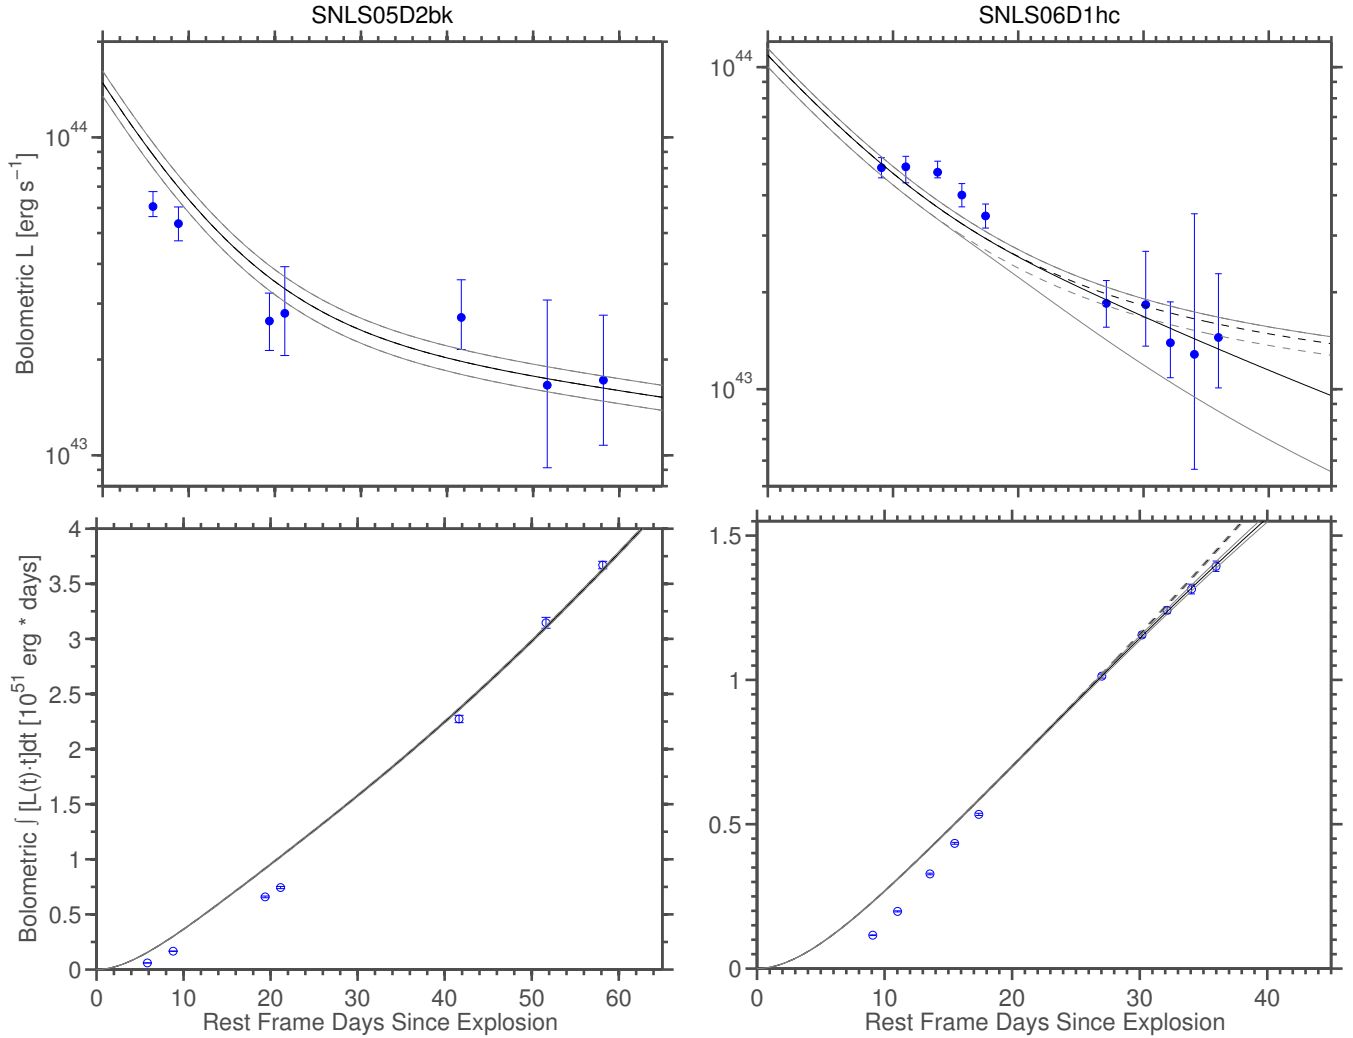 SNLS05D2bk
SNLS06D1hc
Bolometric L [erg s⁻¹]
10⁴⁴
10⁴³
10⁴⁴
10⁴³
Bolometric ∫ [L(t)·t]dt [10⁵¹ erg * days]
4
3.5
3
2.5
2
1.5
1
0.5
0
0 10 20 30 40 50 60
Rest Frame Days Since Explosion
1.5
1
0.5
0
0 10 20 30 40
Rest Frame Days Since Explosion